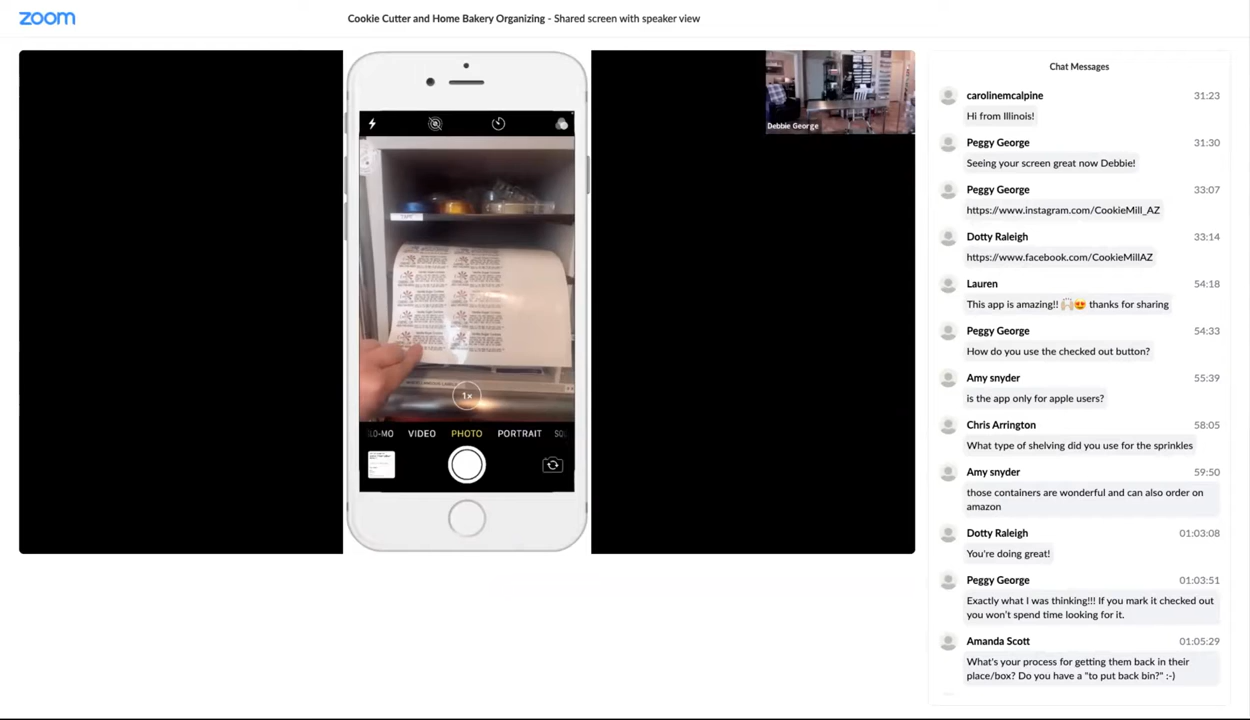 zoom
Cookie Cutter and Home Bakery Organizing - Shared screen with speaker view
Debbie George
1x
LO-MO VIDEO PHOTO PORTRAIT SQ
Chat Messages
carolinemcalpine 31:23
Hi from Illinois!
Peggy George 31:30
Seeing your screen great now Debbie!
Peggy George 33:07
https://www.instagram.com/CookieMill_AZ
Dotty Raleigh 33:14
https://www.facebook.com/CookieMillAZ
Lauren 54:18
This app is amazing!! 🙌🏻😍 thanks for sharing
Peggy George 54:33
How do you use the checked out button?
Amy snyder 55:39
is the app only for apple users?
Chris Arrington 58:05
What type of shelving did you use for the sprinkles
Amy snyder 59:50
those containers are wonderful and can also order on
amazon
Dotty Raleigh 01:03:08
You're doing great!
Peggy George 01:03:51
Exactly what I was thinking!!! If you mark it checked out
you won't spend time looking for it.
Amanda Scott 01:05:29
What's your process for getting them back in their
place/box? Do you have a "to put back bin?" :-)